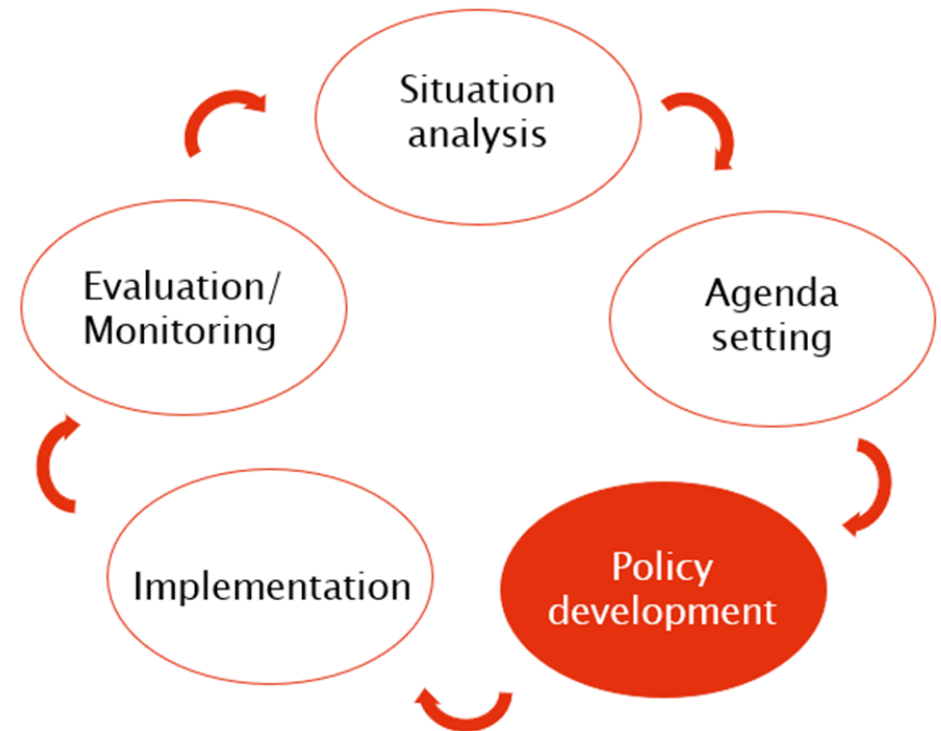 Situation
analysis
Agenda
setting
Policy
development
Implementation
Evaluation/
Monitoring